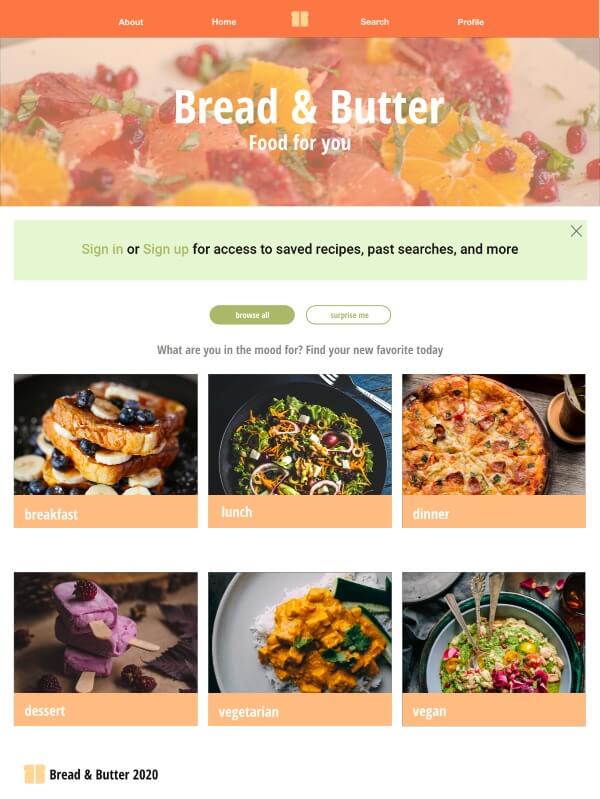 About Home Search Profile
Bread & Butter
Food for you
Sign in or Sign up for access to saved recipes, past searches, and more
browse all surprise me
What are you in the mood for? Find your new favorite today
breakfast lunch dinner
dessert vegetarian vegan
Bread & Butter 2020